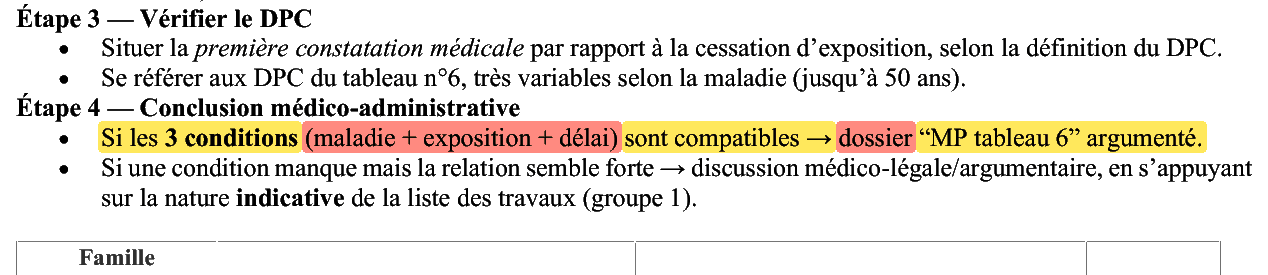 Étape 3 — Vérifier le DPC
• Situer la première constatation médicale par rapport à la cessation d’exposition, selon la définition du DPC.
• Se référer aux DPC du tableau n°6, très variables selon la maladie (jusqu’à 50 ans).
Étape 4 — Conclusion médico-administrative
• Si les 3 conditions (maladie + exposition + délai) sont compatibles → dossier “MP tableau 6” argumenté.
• Si une condition manque mais la relation semble forte → discussion médico-légale/argumentaire, en s’appuyant
sur la nature indicative de la liste des travaux (groupe 1).
Famille